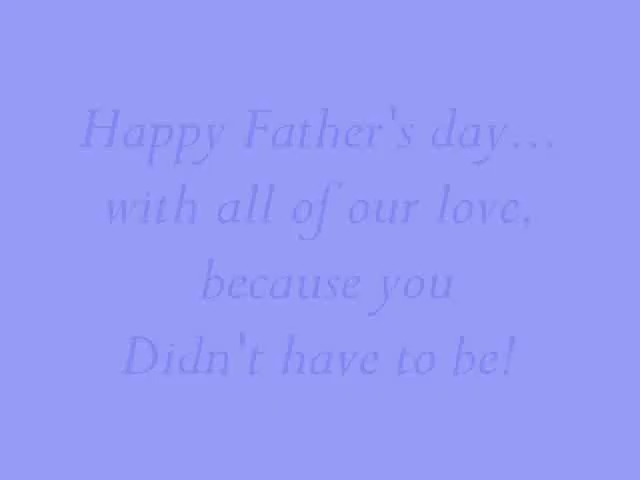 Happy Father's day...
with all of our love,
because you
Didn't have to be!